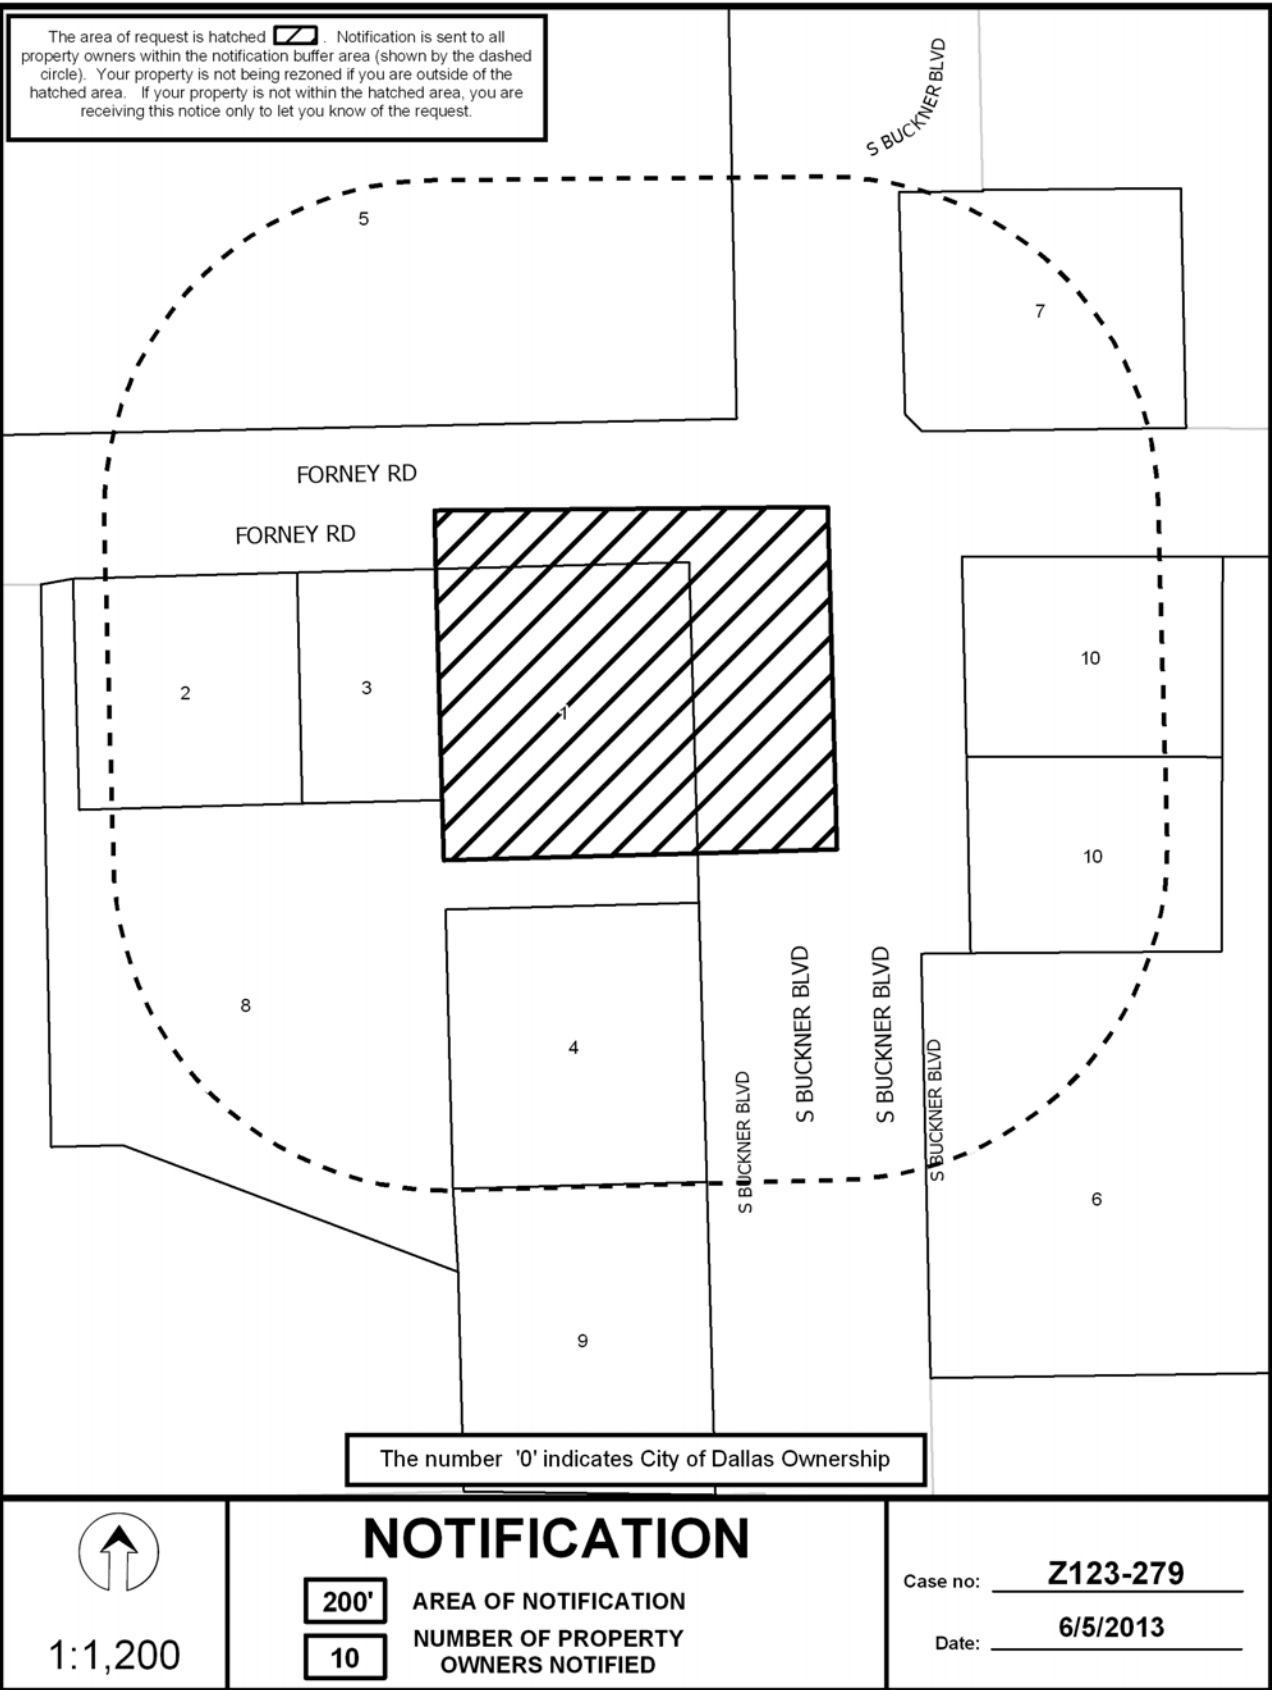 The area of request is hatched . Notification is sent to all
property owners within the notification buffer area (shown by the dashed
circle). Your property is not being rezoned if you are outside of the
hatched area. If your property is not within the hatched area, you are
receiving this notice only to let you know of the request.
S BUCKNER BLVD
5
7
FORNEY RD
FORNEY RD
10
2
3
1
10
8
4
S BUCKNER BLVD
S BUCKNER BLVD
S BUCKNER BLVD
S BUCKNER BLVD
6
9
The number '0' indicates City of Dallas Ownership
1:1,200
NOTIFICATION
200' AREA OF NOTIFICATION
10 NUMBER OF PROPERTY
OWNERS NOTIFIED
Case no: Z123-279
Date: 6/5/2013